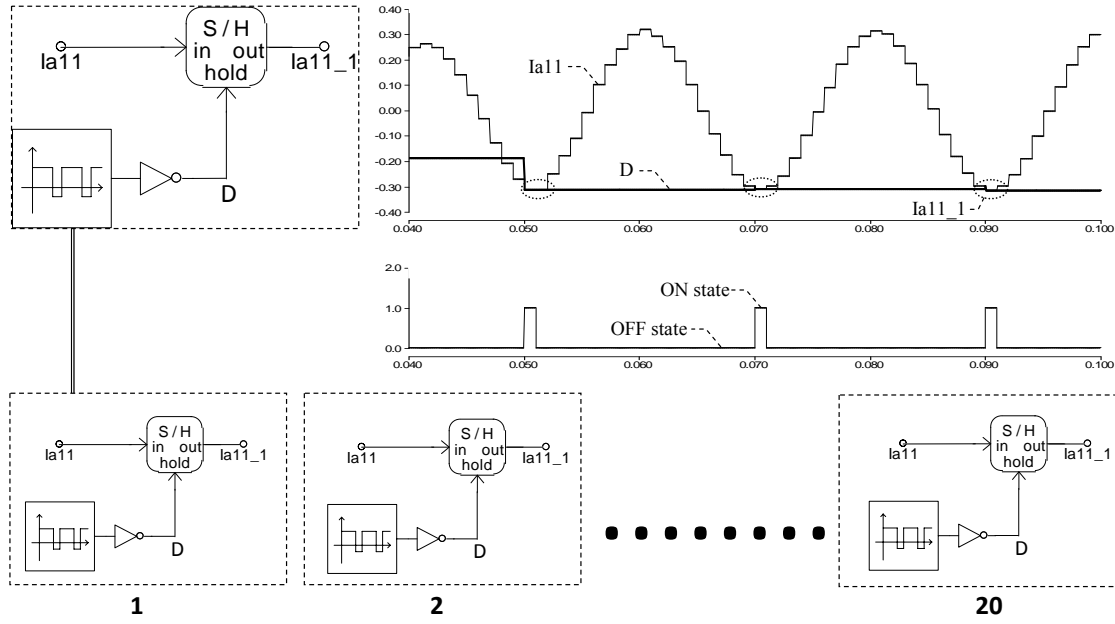 S / H
in out
hold
Ia11
Ia11_1
D
0.40
0.30
0.20
0.10
0.00
-0.10
-0.20
-0.30
-0.40
Ia11
D
Ia11_1
0.040 0.050 0.060 0.070 0.080 0.090 0.100
2.0
1.0
0.0
ON state
OFF state
0.040 0.050 0.060 0.070 0.080 0.090 0.100
S / H
in out
hold
Ia11
Ia11_1
D
1
S / H
in out
hold
Ia11
Ia11_1
D
2
S / H
in out
hold
Ia11
Ia11_1
D
20